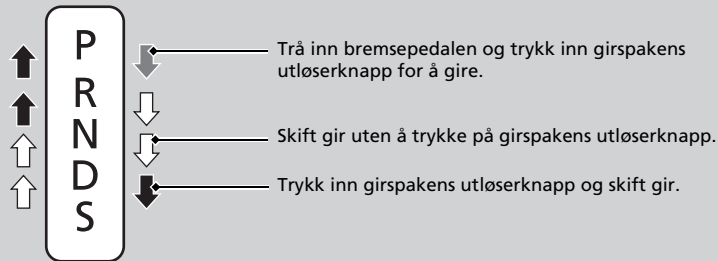 P
R
N
D
S
Trå inn bremsepedalen og trykk inn girspakens
utløserknapp for å gire.
Skift gir uten å trykke på girspakens utløserknapp.
Trykk inn girspakens utløserknapp og skift gir.